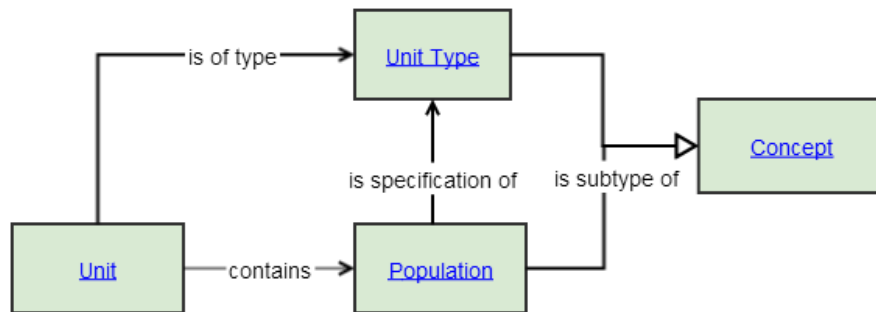 is of type
Unit Type
Concept
is specification of
is subtype of
Unit
contains
Population